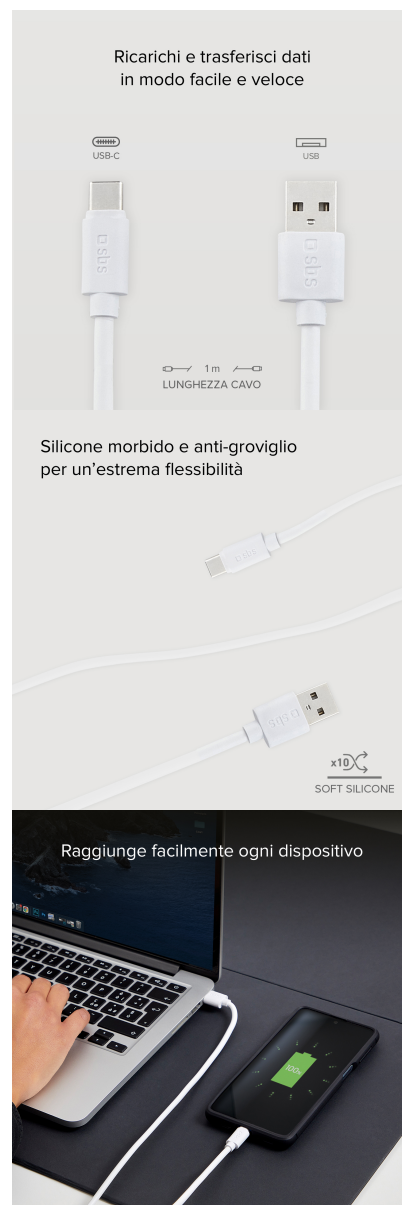 Ricarichi e trasferisci dati
in modo facile e veloce
USB-C
USB
sbs
sbs
1 m
LUNGHEZZA CAVO
Silicone morbido e anti-groviglio
per un'estrema flessibilità
sbs
sbs
x10
SOFT SILICONE
Raggiunge facilmente ogni dispositivo
100%